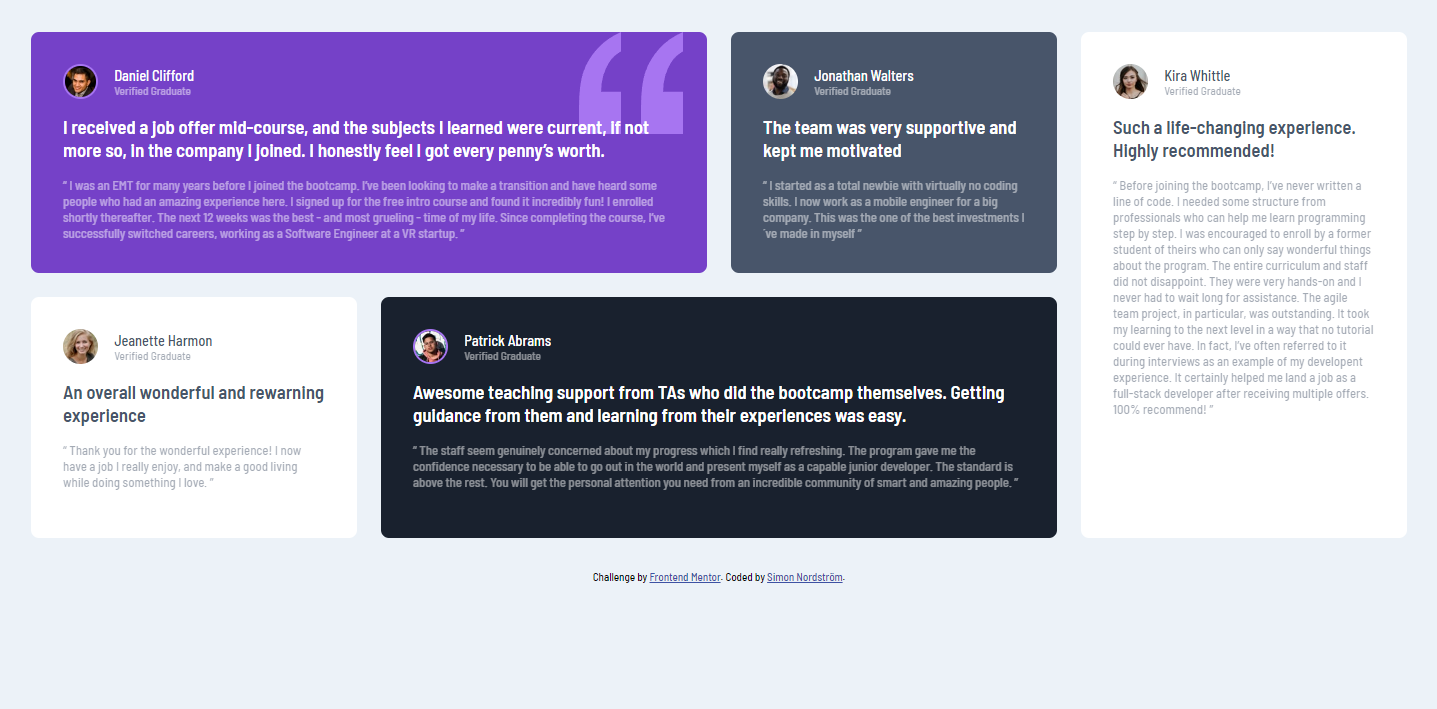 Daniel Clifford
Verified Graduate
I received a job offer mid-course, and the subjects I learned were current, if not
more so, in the company I joined. I honestly feel I got every penny’s worth.
“ I was an EMT for many years before I joined the bootcamp. I’ve been looking to make a transition and have heard some
people who had an amazing experience here. I signed up for the free intro course and found it incredibly fun! I enrolled
shortly thereafter. The next 12 weeks was the best - and most grueling - time of my life. Since completing the course, I’ve
successfully switched careers, working as a Software Engineer at a VR startup. ”
Jonathan Walters
Verified Graduate
The team was very supportive and
kept me motivated
“ I started as a total newbie with virtually no coding
skills. I now work as a mobile engineer for a big
company. This was the one of the best investments I
´ve made in myself ”
Kira Whittle
Verified Graduate
Such a life-changing experience.
Highly recommended!
“ Before joining the bootcamp, I’ve never written a
line of code. I needed some structure from
professionals who can help me learn programming
step by step. I was encouraged to enroll by a former
student of theirs who can only say wonderful things
about the program. The entire curriculum and staff
did not disappoint. They were very hands-on and I
never had to wait long for assistance. The agile
team project, in particular, was outstanding. It took
my learning to the next level in a way that no tutorial
could ever have. In fact, I’ve often referred to it
during interviews as an example of my developent
experience. It certainly helped me land a job as a
full-stack developer after receiving multiple offers.
100% recommend! ”
Jeanette Harmon
Verified Graduate
An overall wonderful and rewarning
experience
“ Thank you for the wonderful experience! I now
have a job I really enjoy, and make a good living
while doing something I love. ”
Patrick Abrams
Verified Graduate
Awesome teaching support from TAs who did the bootcamp themselves. Getting
guidance from them and learning from their experiences was easy.
“ The staff seem genuinely concerned about my progress which I find really refreshing. The program gave me the
confidence necessary to be able to go out in the world and present myself as a capable junior developer. The standard is
above the rest. You will get the personal attention you need from an incredible community of smart and amazing people. ”
Challenge by Frontend Mentor. Coded by Simon Nordström.